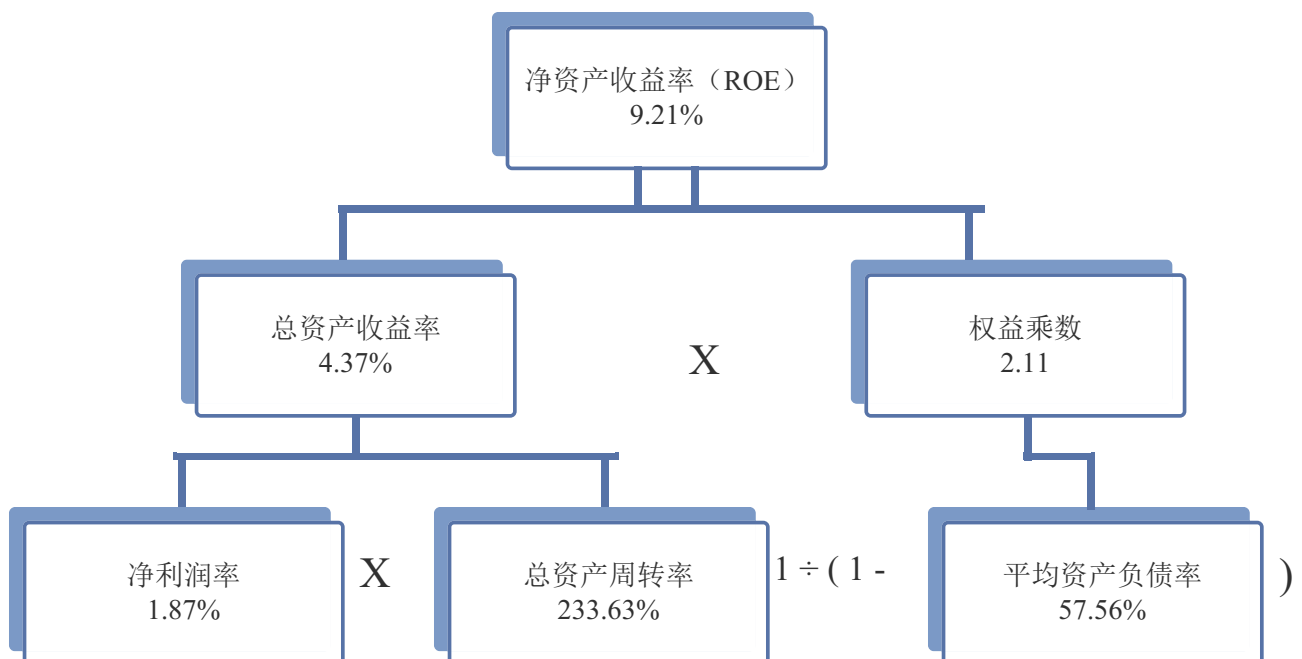 净资产收益率（ROE）
9.21%
总资产收益率
4.37%
X
权益乘数
2.11
净利润率
1.87%
X
总资产周转率
233.63%
1 ÷ ( 1 -
平均资产负债率
57.56%
)